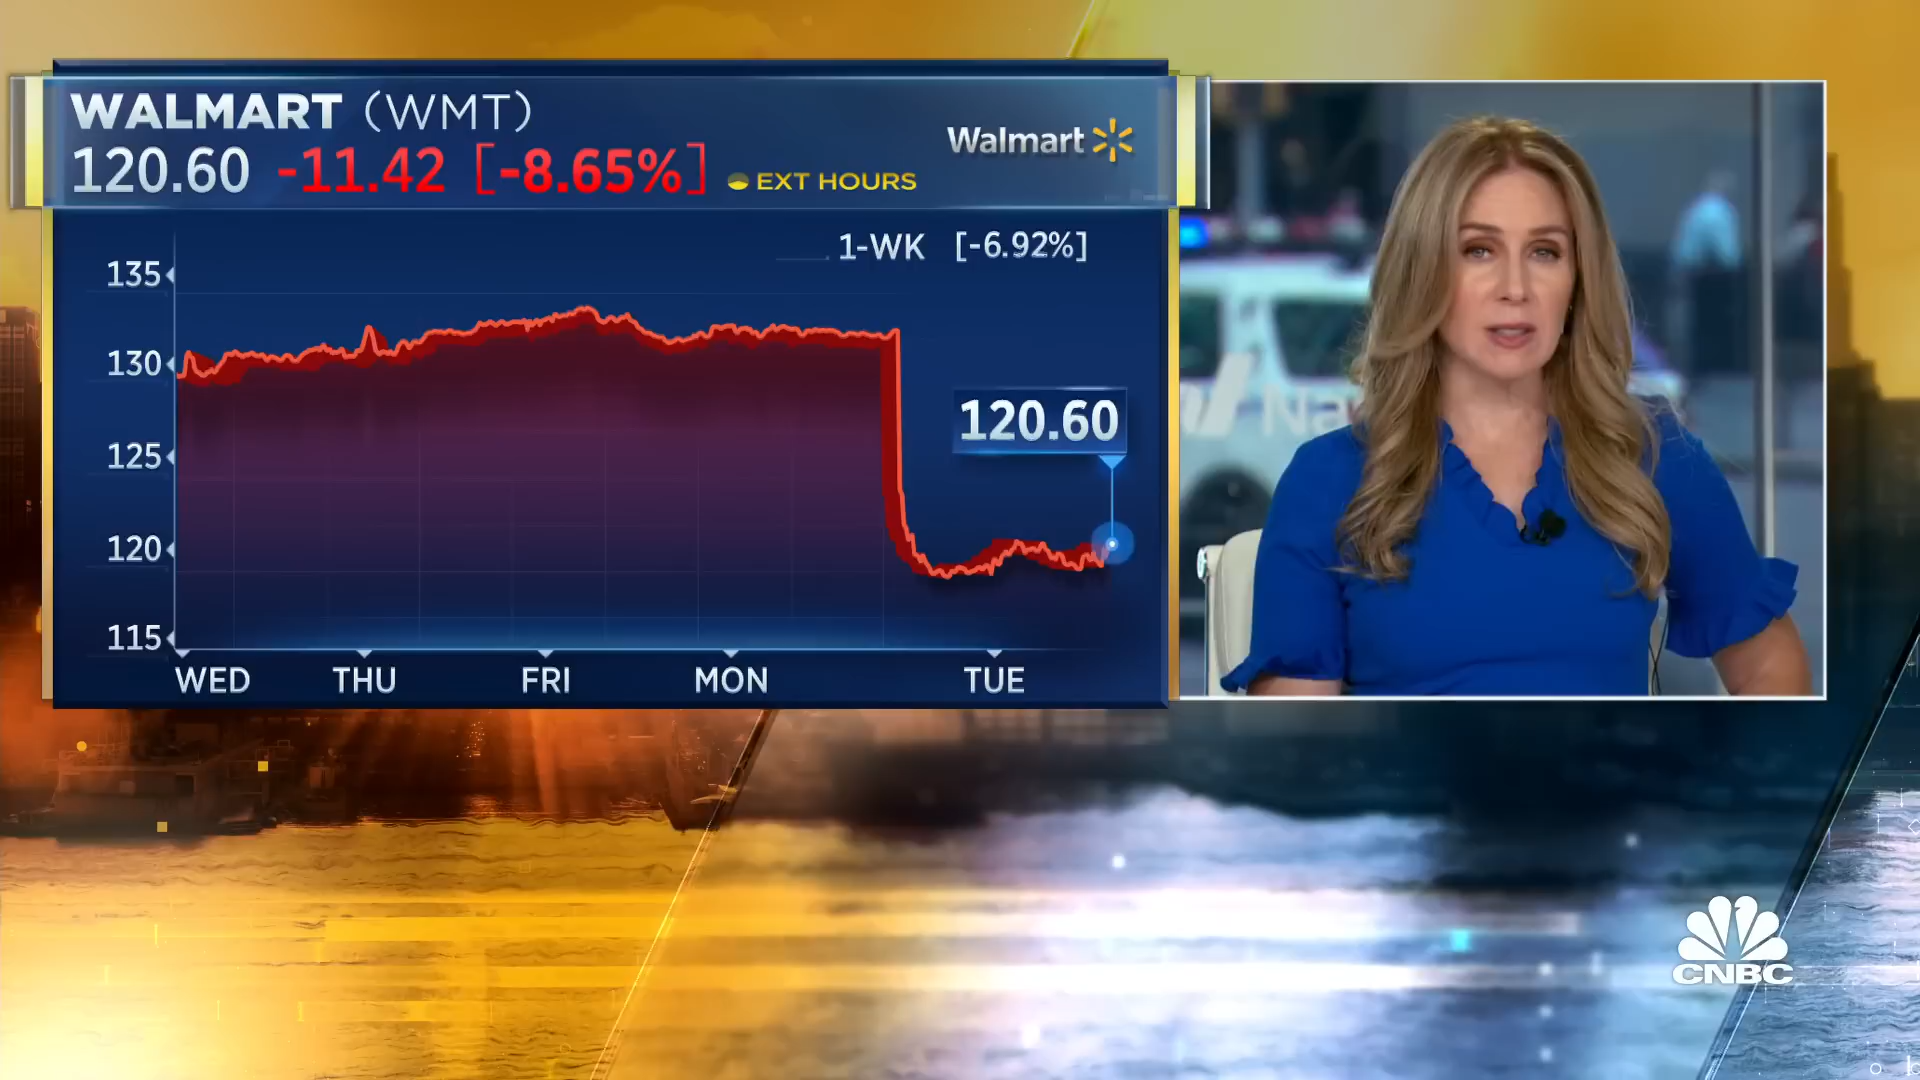 WALMART (WMT)
120.60 -11.42 [-8.65%] EXT HOURS
Walmart
1-WK [-6.92%]
135
130
125
120
115
120.60
WED THU FRI MON TUE
Na
CNBC